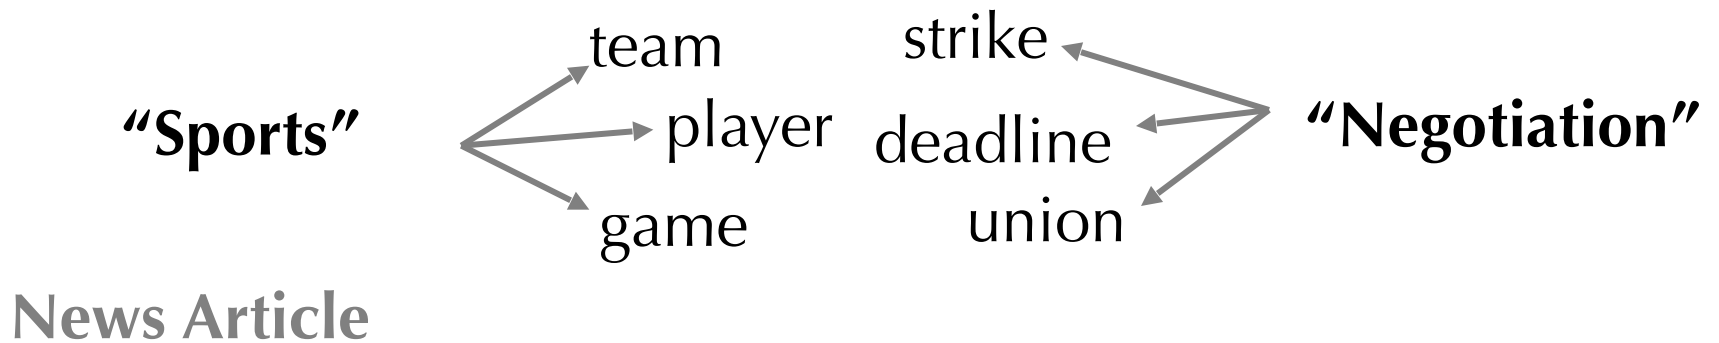 team
strike
“Sports”
player
deadline
“Negotiation”
game
union
News Article